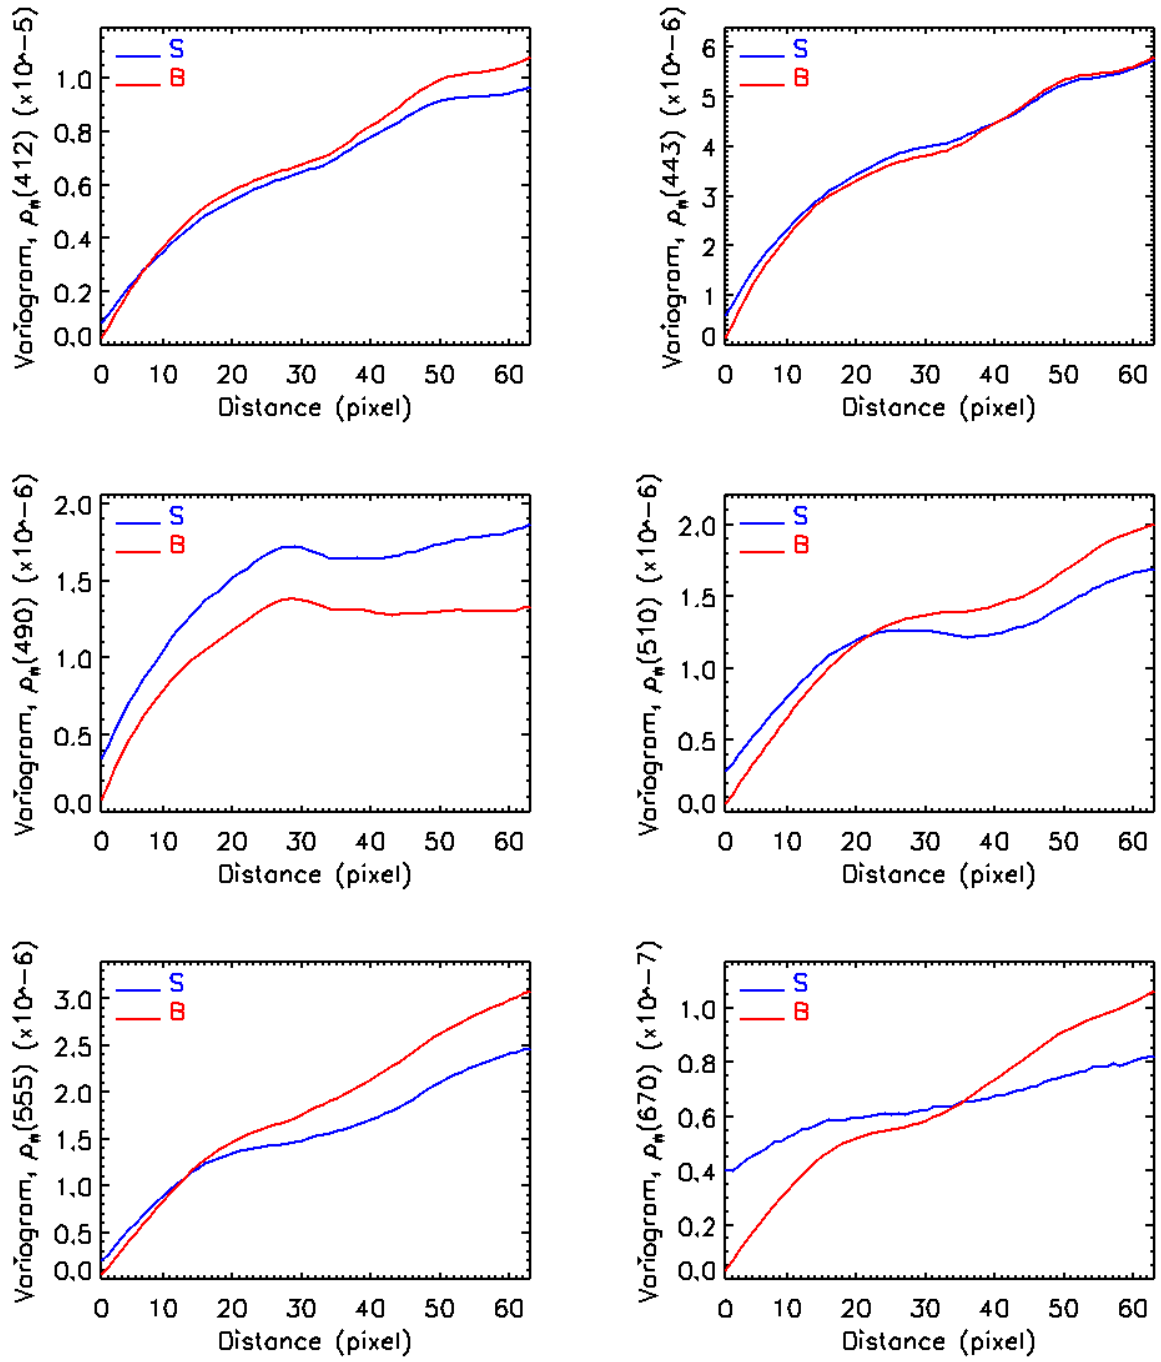 Variogram, ρw(412) (x10^-5)
S
B
1.0
0.8
0.6
0.4
0.2
0.0
0 10 20 30 40 50 60
Distance (pixel)
Variogram, ρw(443) (x10^-6)
S
B
6
5
4
3
2
1
0
0 10 20 30 40 50 60
Distance (pixel)
Variogram, ρw(490) (x10^-6)
S
B
2.0
1.5
1.0
0.5
0.0
0 10 20 30 40 50 60
Distance (pixel)
Variogram, ρw(510) (x10^-6)
S
B
2.0
1.5
1.0
0.5
0.0
0 10 20 30 40 50 60
Distance (pixel)
Variogram, ρw(555) (x10^-6)
S
B
3.0
2.5
2.0
1.5
1.0
0.5
0.0
0 10 20 30 40 50 60
Distance (pixel)
Variogram, ρw(670) (x10^-7)
S
B
1.0
0.8
0.6
0.4
0.2
0.0
0 10 20 30 40 50 60
Distance (pixel)